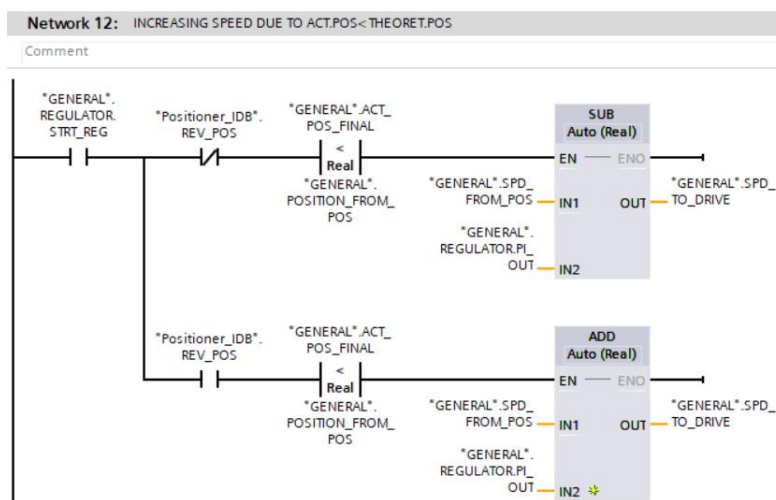 Network 12: INCREASING SPEED DUE TO ACT.POS<THEORET.POS
Comment
"GENERAL".
REGULATOR.
STRT_REG
"Positioner_IDB".
REV_POS
"GENERAL".ACT_
POS_FINAL
<
Real
"GENERAL".
POSITION_FROM_
POS
SUB
Auto (Real)
EN ENO
"GENERAL".SPD_
FROM_POS
IN1 OUT
"GENERAL".SPD_
TO_DRIVE
"GENERAL".
REGULATOR.PI_
OUT
IN2
"Positioner_IDB".
REV_POS
"GENERAL".ACT_
POS_FINAL
<
Real
"GENERAL".
POSITION_FROM_
POS
ADD
Auto (Real)
EN ENO
"GENERAL".SPD_
FROM_POS
IN1 OUT
"GENERAL".SPD_
TO_DRIVE
"GENERAL".
REGULATOR.PI_
OUT
IN2